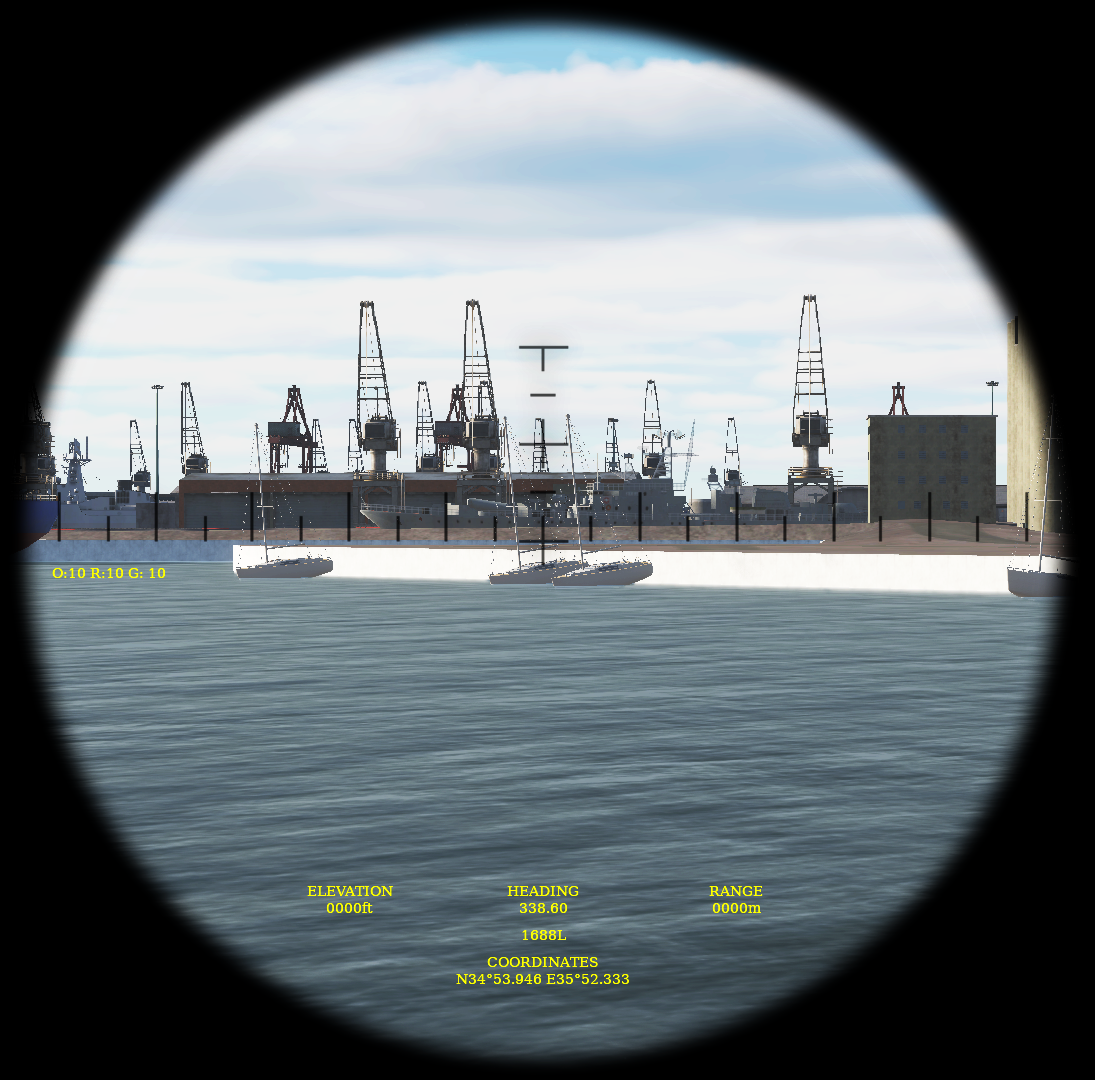 O:10 R:10 G: 10
ELEVATION HEADING RANGE
0000ft 338.60 0000m
1688L
COORDINATES
N34°53.946 E35°52.333